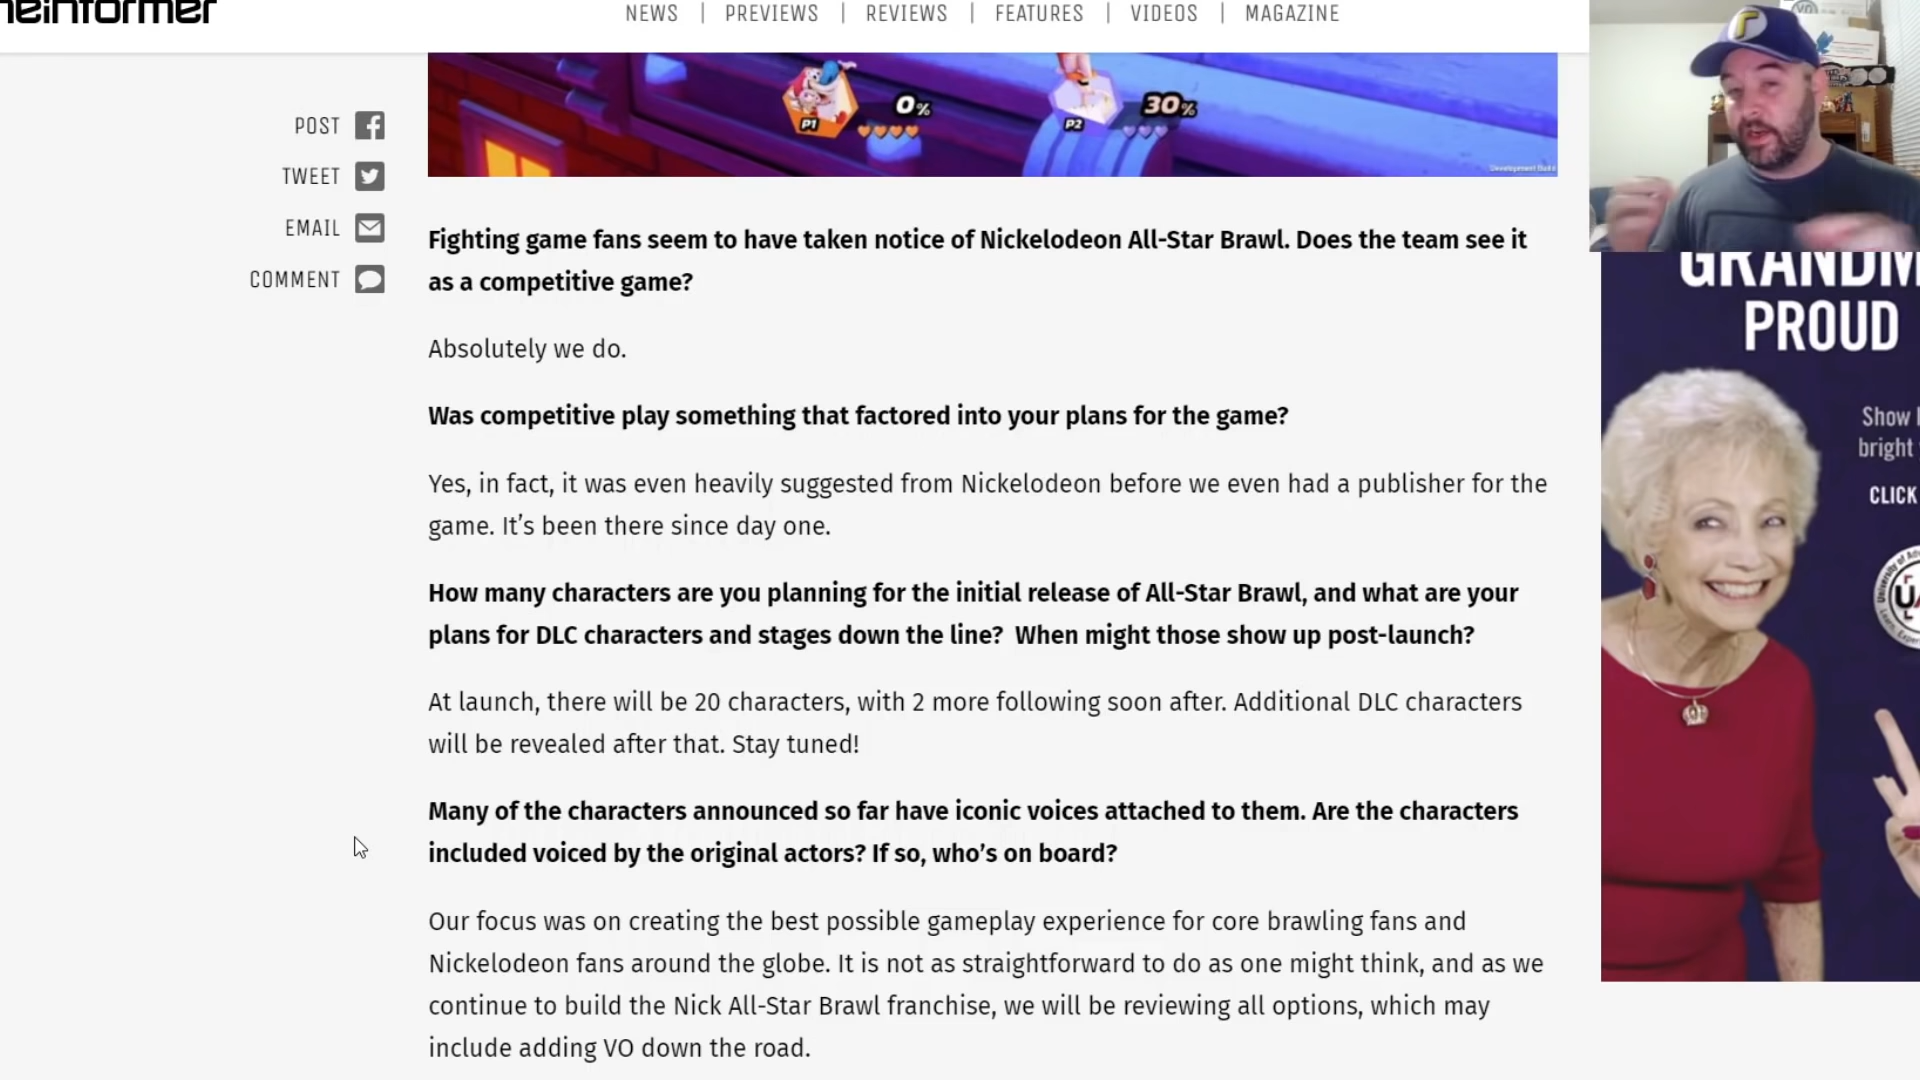 neinformer
NEWS | PREVIEWS | REVIEWS | FEATURES | VIDEOS | MAGAZINE
POST
TWEET
EMAIL
COMMENT
P1
0%
P2
30%
Development Build
Fighting game fans seem to have taken notice of Nickelodeon All-Star Brawl. Does the team see it
as a competitive game?
Absolutely we do.
Was competitive play something that factored into your plans for the game?
Yes, in fact, it was even heavily suggested from Nickelodeon before we even had a publisher for the
game. It’s been there since day one.
How many characters are you planning for the initial release of All-Star Brawl, and what are your
plans for DLC characters and stages down the line?  When might those show up post-launch?
At launch, there will be 20 characters, with 2 more following soon after. Additional DLC characters
will be revealed after that. Stay tuned!
Many of the characters announced so far have iconic voices attached to them. Are the characters
included voiced by the original actors? If so, who’s on board?
Our focus was on creating the best possible gameplay experience for core brawling fans and
Nickelodeon fans around the globe. It is not as straightforward to do as one might think, and as we
continue to build the Nick All-Star Brawl franchise, we will be reviewing all options, which may
include adding VO down the road.
GRANDM
PROUD
Show
bright
CLICK